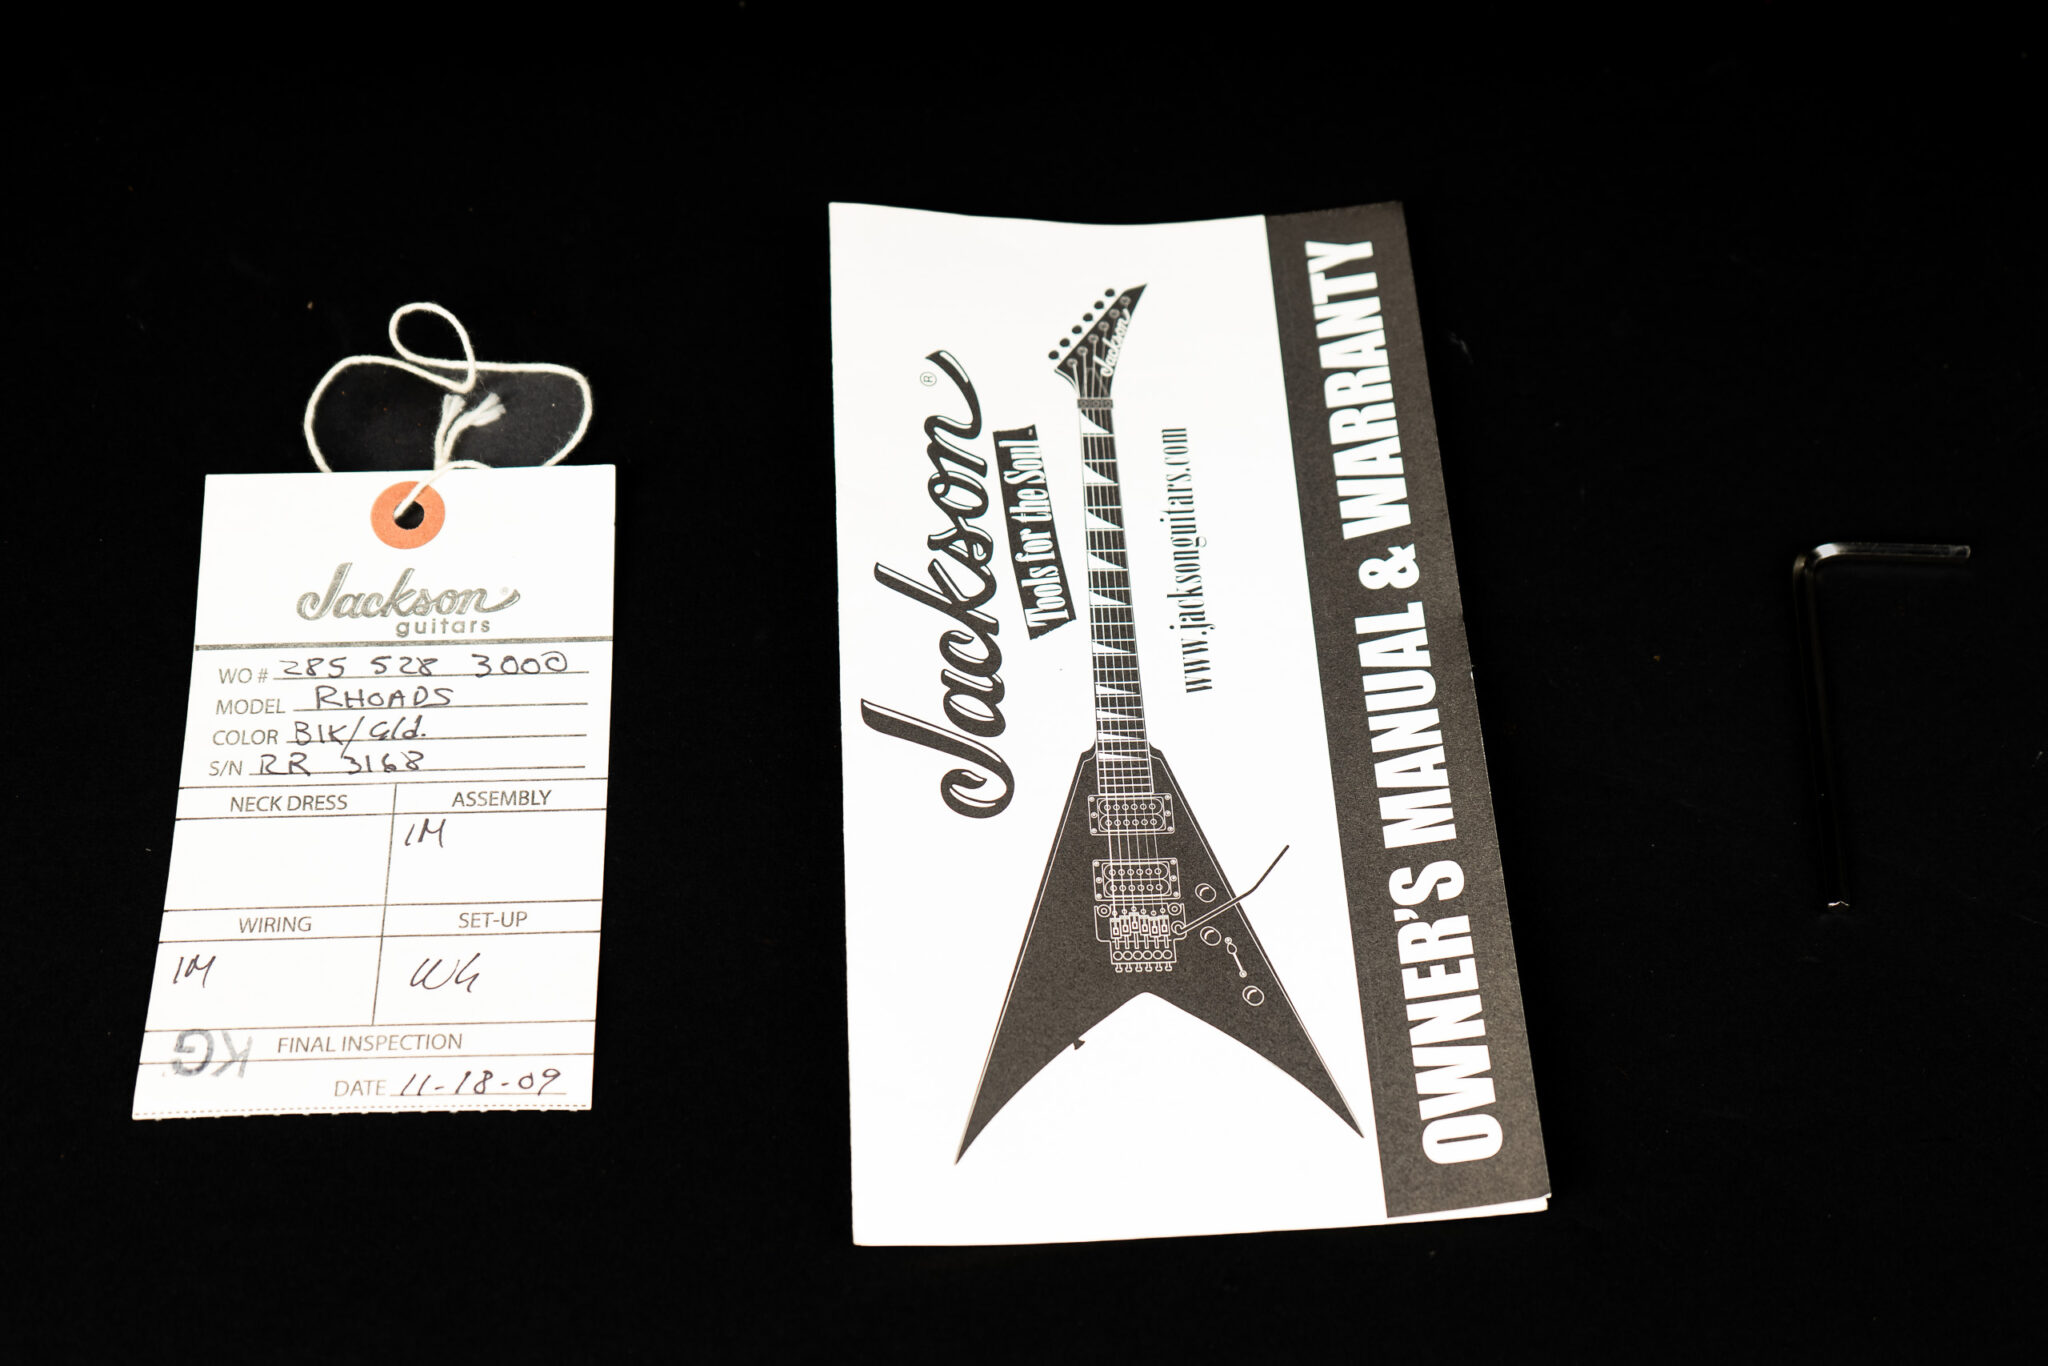 Jackson®
guitars
WO # 285 528 3000
MODEL RHOADS
COLOR Blk/Gld.
S/N RR 3168
NECK DRESS
ASSEMBLY
IM
WIRING
SET-UP
IM
WG
KG
FINAL INSPECTION
DATE 11-18-09
Jackson®
Tools for the Soul
Jackson
www.jacksonguitars.com
OWNER'S MANUAL & WARRANTY